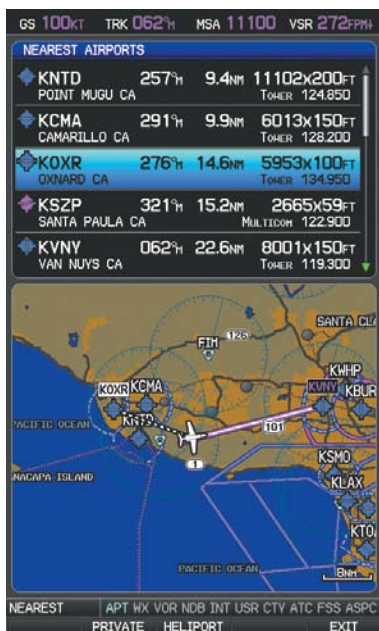 GS 100KT TRK 062°M MSA 11100 VSR 272FPM↓
NEAREST AIRPORTS
KNTD 257°M 9.4NM 11102x200FT
POINT MUGU CA TOWER 124.850
KCMA 291°M 9.9NM 6013x150FT
CAMARILLO CA TOWER 128.200
KOXR 276°M 14.6NM 5953x100FT
OXNARD CA TOWER 134.950
KSZP 321°M 15.2NM 2665x59FT
SANTA PAULA CA MULTICOM 122.900
KVNY 062°M 22.6NM 8001x150FT
VAN NUYS CA TOWER 119.300
SANTA CL
FIM 126
KWHP
KOXR KCMA KVNY KBUR
PACIFIC OCEAN KNTD 101
1 KSMO
NACAPA ISLAND KLAX
KTO
PACIFIC OCEAN 8NM
NEAREST APT WX VOR NDB INT USR CTY ATC FSS ASPC
PRIVATE HELIPORT EXIT